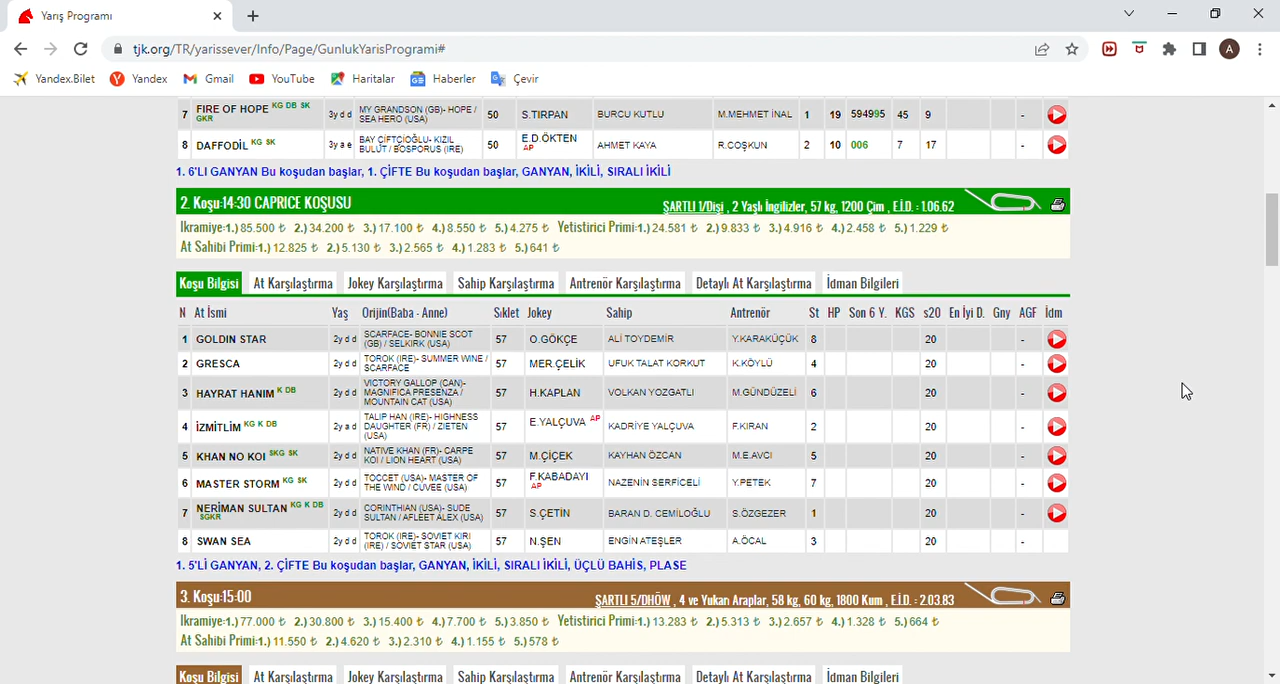 Yarış Programı
tjk.org/TR/yarissever/Info/Page/GunlukYarisProgrami#
A
Yandex.Bilet Yandex Gmail YouTube Haritalar Haberler Çevir
7 FIRE OF HOPE KG DB SK GKR 3y d d MY GRANDSON (GB)- HOPE / SEA HERO (USA) 50 S.TIRPAN BURCU KUTLU M.MEHMET İNAL 1 19 594995 45 9 -
8 DAFFODİL KG SK 3y a e BAY ÇİFTÇİOĞLU- KIZIL BULUT / BOSPORUS (IRE) 50 E.D.ÖKTEN AP AHMET KAYA R.COŞKUN 2 10 006 7 17 -
1. 6'LI GANYAN Bu koşudan başlar, 1. ÇİFTE Bu koşudan başlar, GANYAN, İKİLİ, SIRALI İKİLİ
2. Koşu:14:30 CAPRICE KOŞUSU ŞARTLI 1/Dişi , 2 Yaşlı İngilizler, 57 kg, 1200 Çim , E.İ.D. : 1.06.62
İkramiye:1.) 85.500 ₺ 2.) 34.200 ₺ 3.) 17.100 ₺ 4.) 8.550 ₺ 5.) 4.275 ₺ Yetistirici Primi:1.) 24.581 ₺ 2.) 9.833 ₺ 3.) 4.916 ₺ 4.) 2.458 ₺ 5.) 1.229 ₺
At Sahibi Primi:1.) 12.825 ₺ 2.) 5.130 ₺ 3.) 2.565 ₺ 4.) 1.283 ₺ 5.) 641 ₺
Koşu Bilgisi At Karşılaştırma Jokey Karşılaştırma Sahip Karşılaştırma Antrenör Karşılaştırma Detaylı At Karşılaştırma İdman Bilgileri
N At İsmi Yaş Orijin(Baba - Anne) Sıklet Jokey Sahip Antrenör St HP Son 6 Y. KGS s20 En İyi D. Gny AGF İdm
1 GOLDIN STAR 2y d d SCARFACE- BONNIE SCOT (GB) / SELKIRK (USA) 57 O.GÖKÇE ALİ TOYDEMİR Y.KARAKÜÇÜK 8 20 -
2 GRESCA 2y d d TOROK (IRE)- SUMMER WINE / SCARFACE 57 MER.ÇELİK UFUK TALAT KORKUT K.KÖYLÜ 4 20 -
3 HAYRAT HANIM K DB 2y d d VICTORY GALLOP (CAN)- MAGNIFICA PRESENZA / MOUNTAIN CAT (USA) 57 H.KAPLAN VOLKAN YOZGATLI M.GÜNDÜZELİ 6 20 -
4 İZMİTLİM KG K DB 2y a d TALIP HAN (IRE)- HIGHNESS DAUGHTER (FR) / ZIETEN (USA) 57 E.YALÇUVA AP KADRİYE YALÇUVA F.KIRAN 2 20 -
5 KHAN NO KOI SKG SK 2y d d NATIVE KHAN (FR)- CARPE KOI / LION HEART (USA) 57 M.ÇİÇEK KAYHAN ÖZCAN M.E.AVCI 5 20 -
6 MASTER STORM KG SK 2y d d TOCCET (USA)- MASTER OF THE WIND / CUVEE (USA) 57 F.KABADAYI AP NAZENİN SERFİCELİ Y.PETEK 7 20 -
7 NERİMAN SULTAN KG K DB SGKR 2y d d CORINTHIAN (USA)- SUDE SULTAN / AFLEET ALEX (USA) 57 S.ÇETİN BARAN D. CEMİLOĞLU S.ÖZGEZER 1 20 -
8 SWAN SEA 2y d d TOROK (IRE)- SOVIET KIRI (IRE) / SOVIET STAR (USA) 57 N.ŞEN ENGİN ATEŞLER A.ÖCAL 3 20 -
1. 5'Lİ GANYAN, 2. ÇİFTE Bu koşudan başlar, GANYAN, İKİLİ, SIRALI İKİLİ, ÜÇLÜ BAHİS, PLASE
3. Koşu:15:00 ŞARTLI 5/DHÖW , 4 ve Yukarı Araplar, 58 kg, 60 kg, 1800 Kum , E.İ.D. : 2.03.83
İkramiye:1.) 77.000 ₺ 2.) 30.800 ₺ 3.) 15.400 ₺ 4.) 7.700 ₺ 5.) 3.850 ₺ Yetistirici Primi:1.) 13.283 ₺ 2.) 5.313 ₺ 3.) 2.657 ₺ 4.) 1.328 ₺ 5.) 664 ₺
At Sahibi Primi:1.) 11.550 ₺ 2.) 4.620 ₺ 3.) 2.310 ₺ 4.) 1.155 ₺ 5.) 578 ₺
Koşu Bilgisi At Karşılaştırma Jokey Karşılaştırma Sahip Karşılaştırma Antrenör Karşılaştırma Detaylı At Karşılaştırma İdman Bilgileri